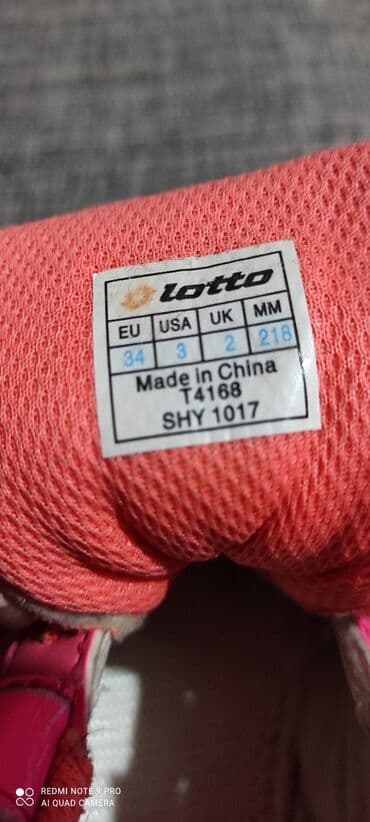 lotto
EU USA UK MM
34 3 2 218
Made in China
T4168
SHY 1017
REDMI NOTE 9 PRO
AI QUAD CAMERA